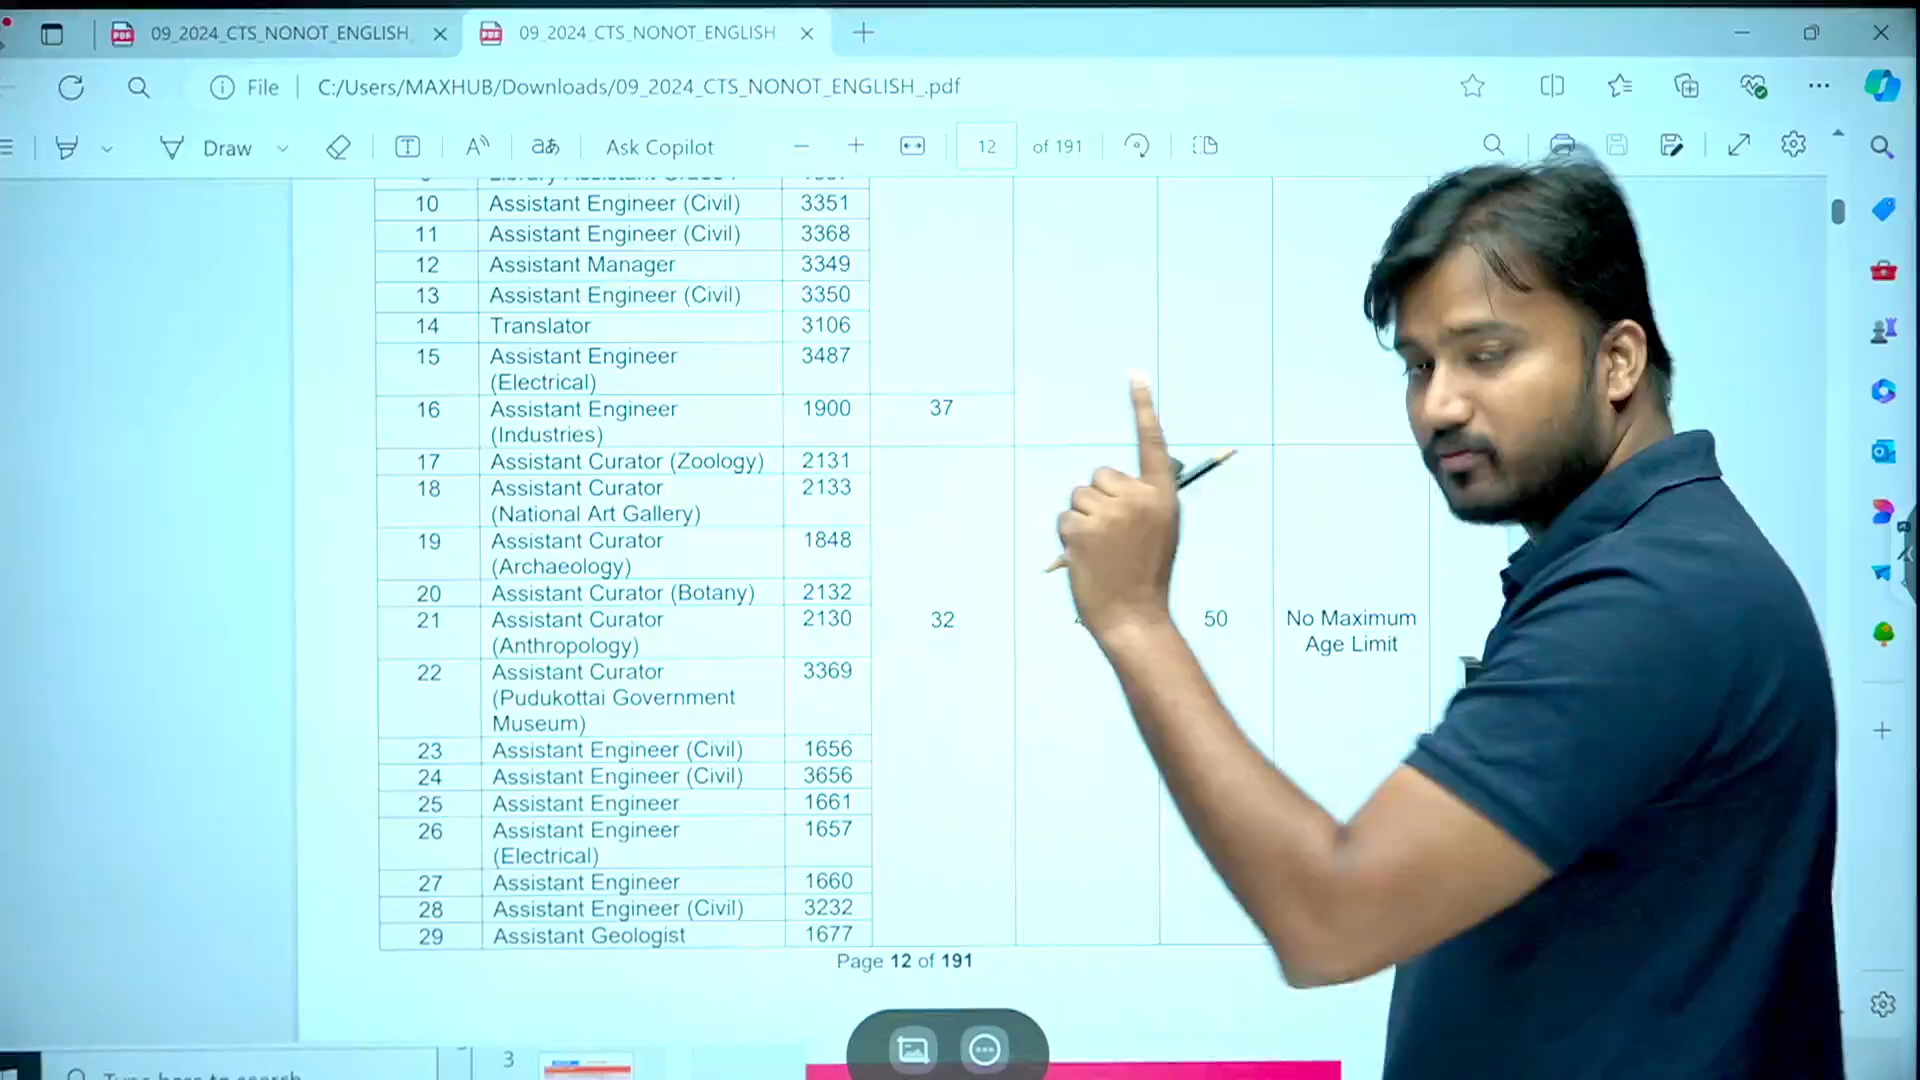 09_2024_CTS_NONOT_ENGLISH
09_2024_CTS_NONOT_ENGLISH
File
C:/Users/MAXHUB/Downloads/09_2024_CTS_NONOT_ENGLISH_.pdf
Draw
aあ
Ask Copilot
12 of 191
10 Assistant Engineer (Civil) 3351
11 Assistant Engineer (Civil) 3368
12 Assistant Manager 3349
13 Assistant Engineer (Civil) 3350
14 Translator 3106
15 Assistant Engineer 3487
(Electrical)
16 Assistant Engineer 1900 37
(Industries)
17 Assistant Curator (Zoology) 2131
18 Assistant Curator 2133
(National Art Gallery)
19 Assistant Curator 1848
(Archaeology)
20 Assistant Curator (Botany) 2132
21 Assistant Curator 2130 32 50 No Maximum
(Anthropology) Age Limit
22 Assistant Curator 3369
(Pudukottai Government
Museum)
23 Assistant Engineer (Civil) 1656
24 Assistant Engineer (Civil) 3656
25 Assistant Engineer 1661
26 Assistant Engineer 1657
(Electrical)
27 Assistant Engineer 1660
28 Assistant Engineer (Civil) 3232
29 Assistant Geologist 1677
Page 12 of 191
3